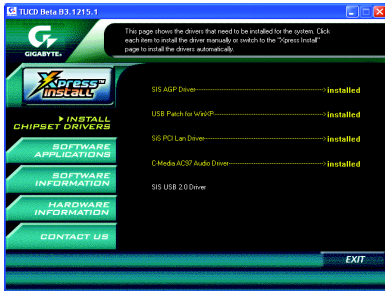 TUCD Beta B3.1215.1
GIGABYTE
This page shows the drivers that need to be installed for the system. Click
each item to install the driver manually or switch to the "Xpress Install"
page to install the drivers automatically.
Xpress™
Install
INSTALL
CHIPSET DRIVERS
SOFTWARE
APPLICATIONS
SOFTWARE
INFORMATION
HARDWARE
INFORMATION
CONTACT US
SIS AGP Driver installed
USB Patch for WinXP installed
SiS PCI Lan Driver installed
C-Media AC97 Audio Driver installed
SIS USB 2.0 Driver
EXIT